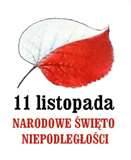 11 listopada
NARODOWE ŚWIĘTO
NIEPODLEGŁOŚCI